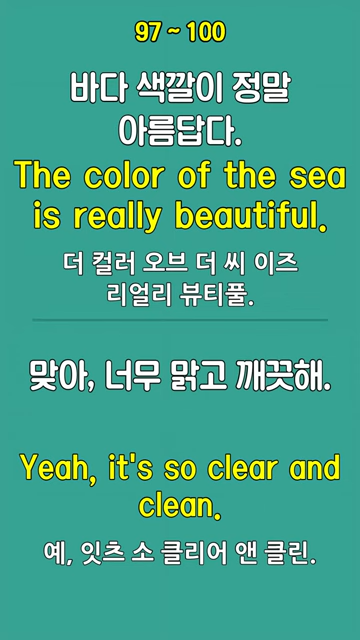 97 ~ 100
바다 색깔이 정말
아름답다.
The color of the sea
is really beautiful.
더 컬러 오브 더 씨 이즈
리얼리 뷰티풀.
맞아, 너무 맑고 깨끗해.
Yeah, it's so clear and
clean.
예, 잇츠 소 클리어 앤 클린.